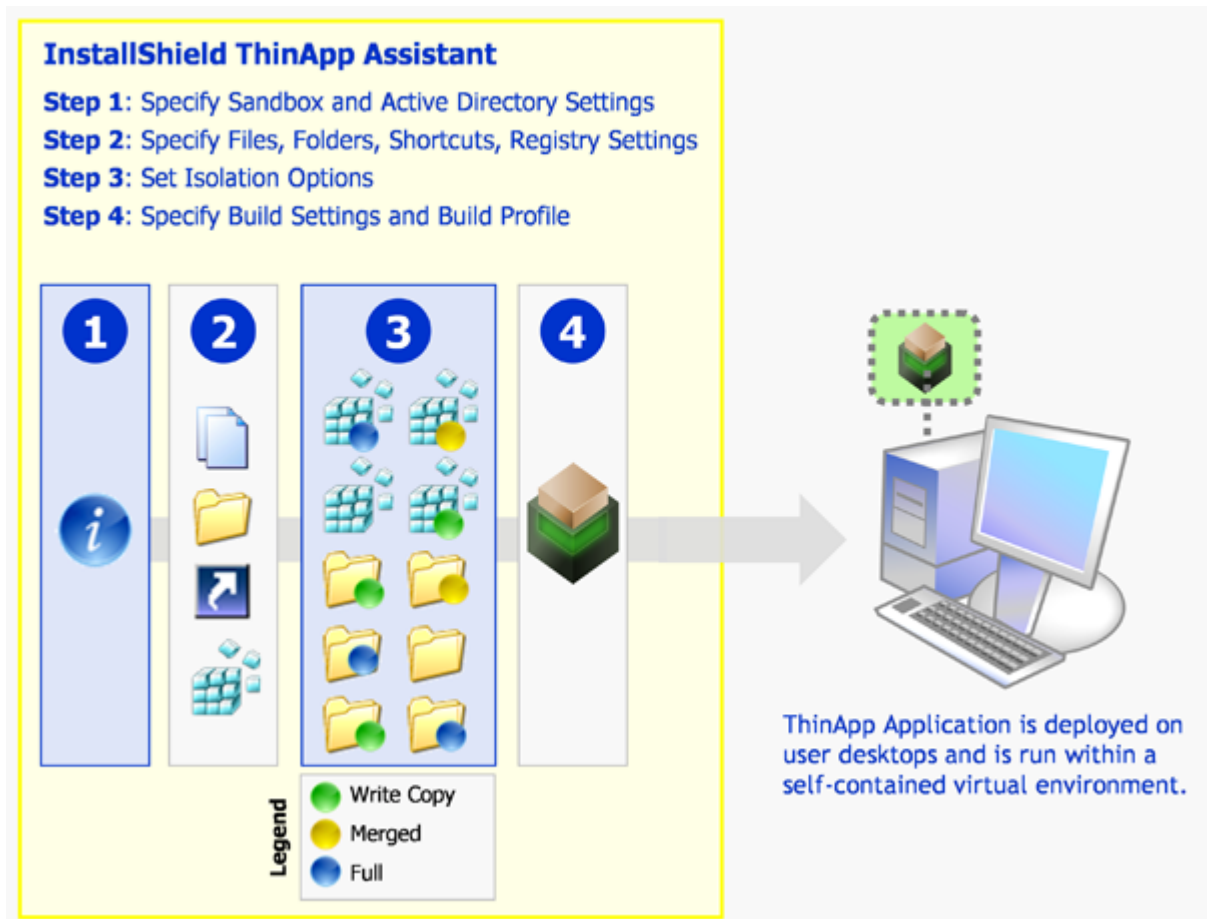 InstallShield ThinApp Assistant
Step 1: Specify Sandbox and Active Directory Settings
Step 2: Specify Files, Folders, Shortcuts, Registry Settings
Step 3: Set Isolation Options
Step 4: Specify Build Settings and Build Profile
1
2
3
4
i
Legend
Write Copy
Merged
Full
ThinApp Application is deployed on
user desktops and is run within a
self-contained virtual environment.